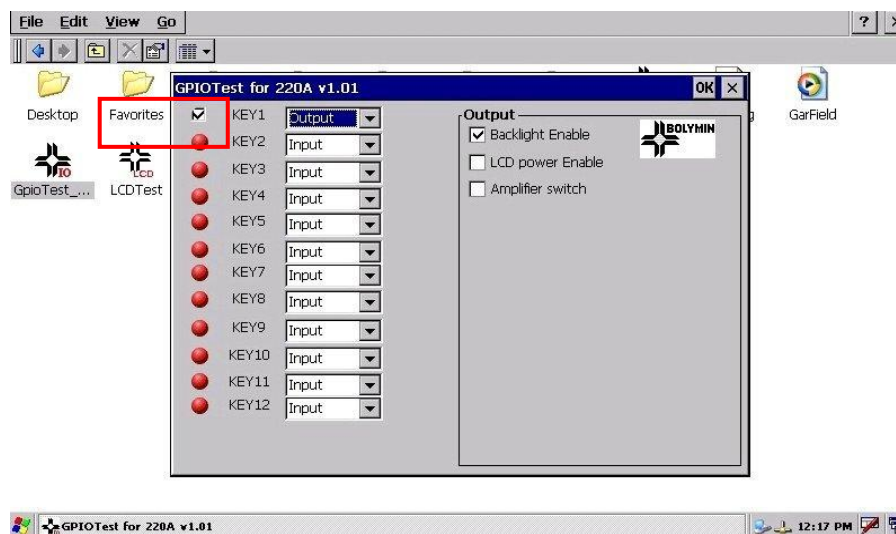 File Edit View Go
?
GPIOTest for 220A v1.01 OK
Desktop
Favorites
GarField
IO
GpioTest_...
LCD
LCDTest
KEY1 Output
KEY2 Input
KEY3 Input
KEY4 Input
KEY5 Input
KEY6 Input
KEY7 Input
KEY8 Input
KEY9 Input
KEY10 Input
KEY11 Input
KEY12 Input
Output
BOLYMIN
Backlight Enable
LCD power Enable
Amplifier switch
GPIOTest for 220A v1.01
12:17 PM